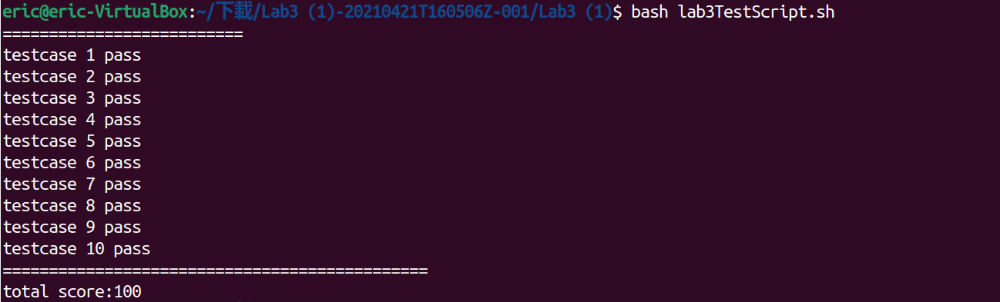 eric@eric-VirtualBox:~/下載/Lab3 (1)-20210421T160506Z-001/Lab3 (1)$ bash lab3TestScript.sh
==========================
testcase 1 pass
testcase 2 pass
testcase 3 pass
testcase 4 pass
testcase 5 pass
testcase 6 pass
testcase 7 pass
testcase 8 pass
testcase 9 pass
testcase 10 pass
==============================================
total score:100